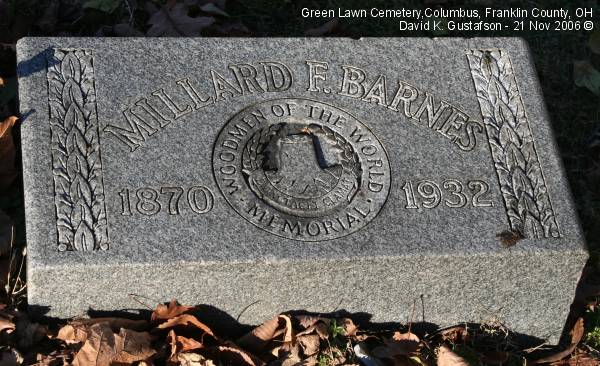 Green Lawn Cemetery,Columbus, Franklin County, OH
David K. Gustafson - 21 Nov 2006 ©
MILLARD F. BARNES
WOODMEN OF THE WORLD
MEMORIAL
1870
1932